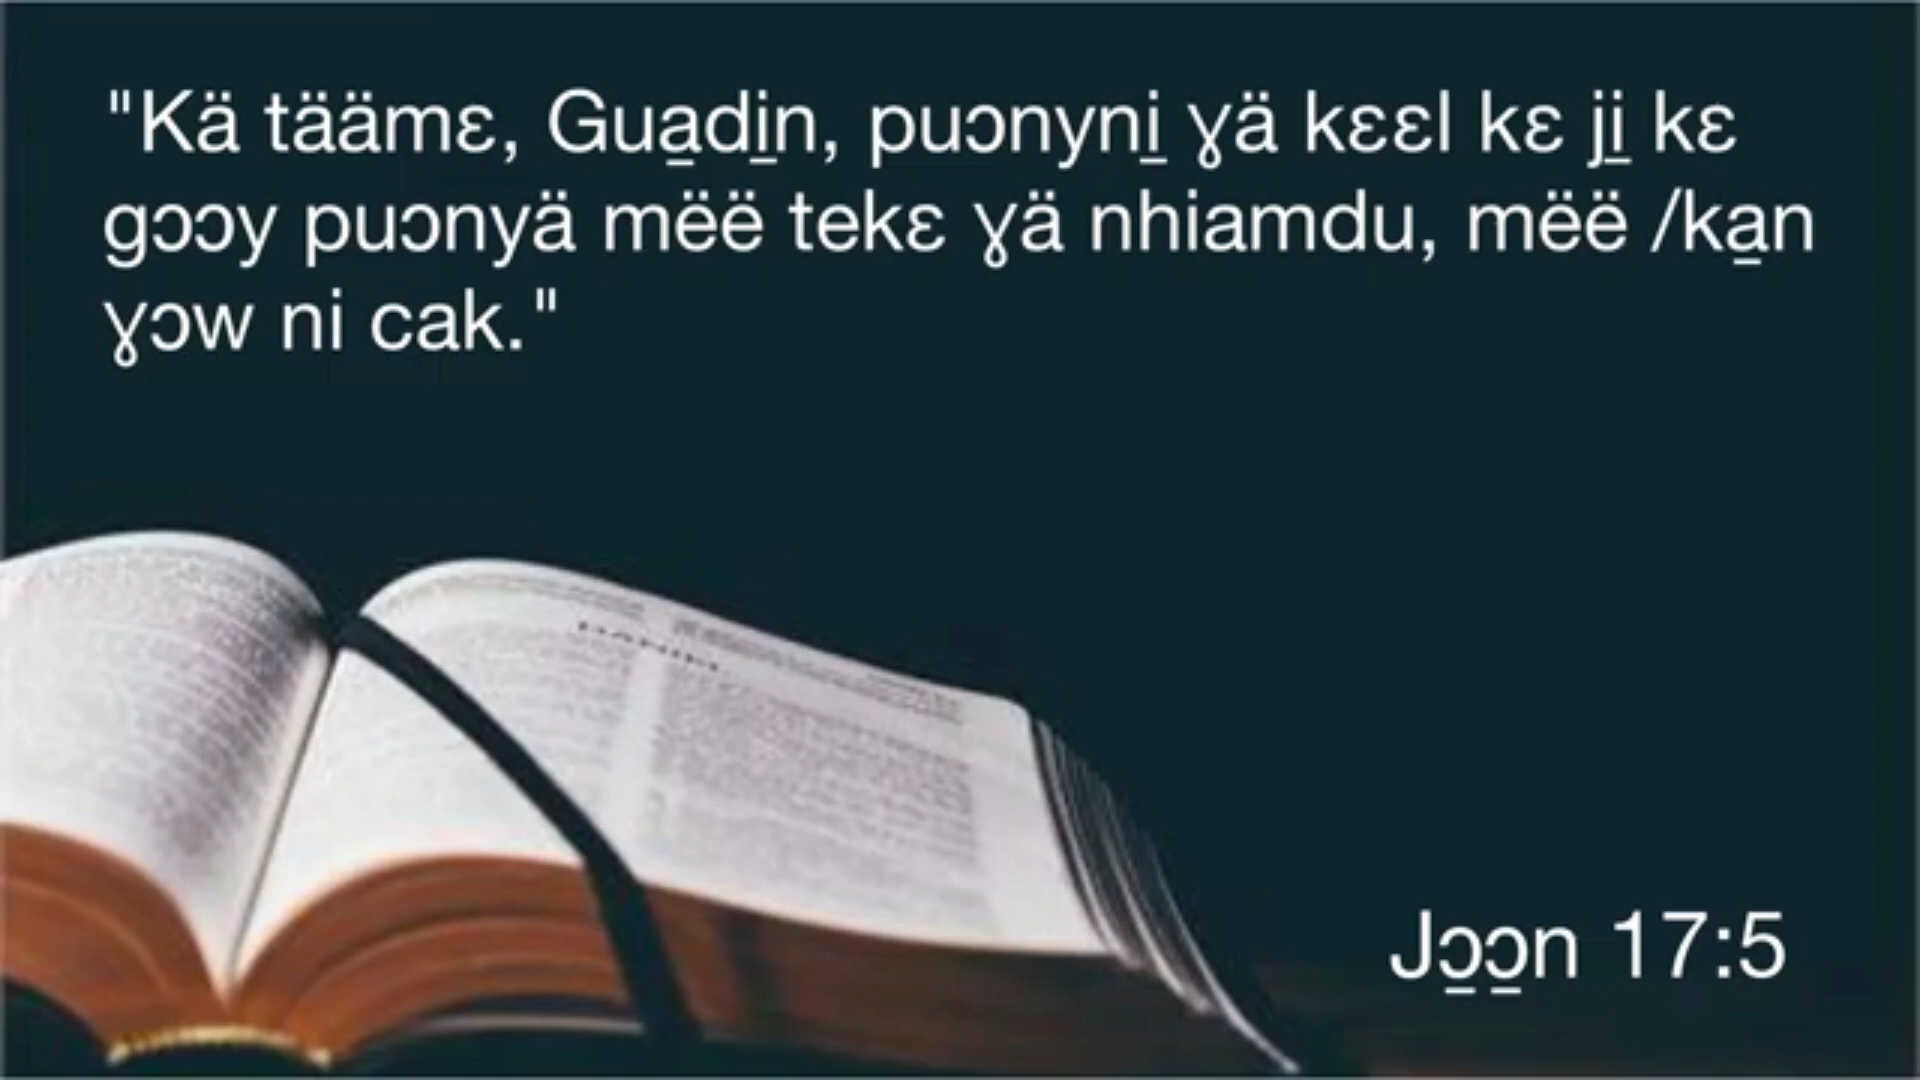 "Kä täämɛ, Gua̱di̱n, puɔnyni̱ ɣä kɛɛl kɛ ji̱ kɛ
gɔɔy puɔnyä mëë tekɛ ɣä nhiamdu, mëë /ka̱n
ɣɔw ni cak."
Jɔ̱ɔ̱n 17:5